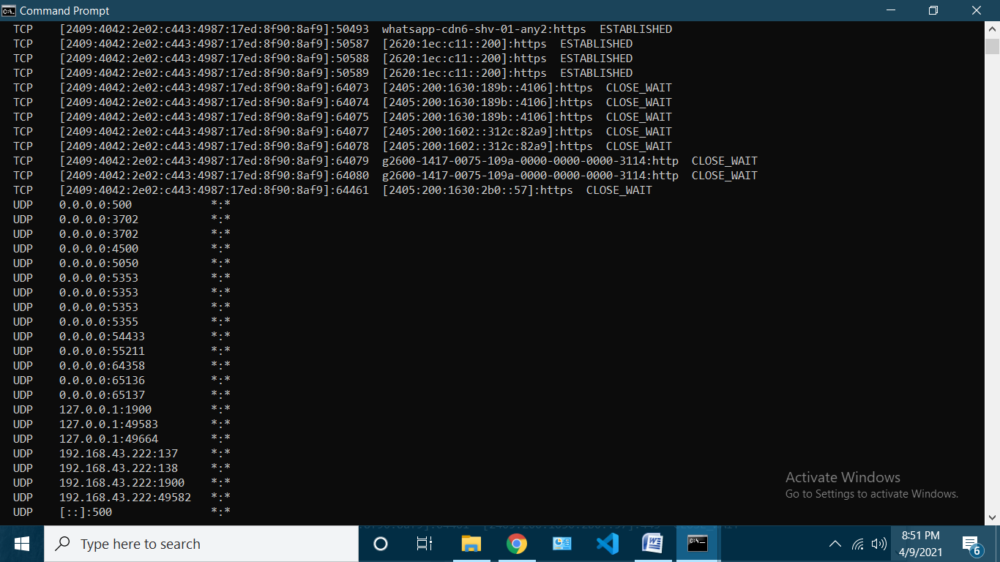 Command Prompt
TCP    [2409:4042:2e02:c443:4987:17ed:8f90:8af9]:50493  whatsapp-cdn6-shv-01-any2:https  ESTABLISHED
TCP    [2409:4042:2e02:c443:4987:17ed:8f90:8af9]:50587  [2620:1ec:c11::200]:https  ESTABLISHED
TCP    [2409:4042:2e02:c443:4987:17ed:8f90:8af9]:50588  [2620:1ec:c11::200]:https  ESTABLISHED
TCP    [2409:4042:2e02:c443:4987:17ed:8f90:8af9]:50589  [2620:1ec:c11::200]:https  ESTABLISHED
TCP    [2409:4042:2e02:c443:4987:17ed:8f90:8af9]:64073  [2405:200:1630:189b::4106]:https  CLOSE_WAIT
TCP    [2409:4042:2e02:c443:4987:17ed:8f90:8af9]:64074  [2405:200:1630:189b::4106]:https  CLOSE_WAIT
TCP    [2409:4042:2e02:c443:4987:17ed:8f90:8af9]:64075  [2405:200:1630:189b::4106]:https  CLOSE_WAIT
TCP    [2409:4042:2e02:c443:4987:17ed:8f90:8af9]:64077  [2405:200:1602::312c:82a9]:https  CLOSE_WAIT
TCP    [2409:4042:2e02:c443:4987:17ed:8f90:8af9]:64078  [2405:200:1602::312c:82a9]:https  CLOSE_WAIT
TCP    [2409:4042:2e02:c443:4987:17ed:8f90:8af9]:64079  g2600-1417-0075-109a-0000-0000-0000-3114:http  CLOSE_WAIT
TCP    [2409:4042:2e02:c443:4987:17ed:8f90:8af9]:64080  g2600-1417-0075-109a-0000-0000-0000-3114:http  CLOSE_WAIT
TCP    [2409:4042:2e02:c443:4987:17ed:8f90:8af9]:64461  [2405:200:1630:2b0::57]:https  CLOSE_WAIT
UDP    0.0.0.0:500            *:*
UDP    0.0.0.0:3702           *:*
UDP    0.0.0.0:3702           *:*
UDP    0.0.0.0:4500           *:*
UDP    0.0.0.0:5050           *:*
UDP    0.0.0.0:5353           *:*
UDP    0.0.0.0:5353           *:*
UDP    0.0.0.0:5353           *:*
UDP    0.0.0.0:5355           *:*
UDP    0.0.0.0:54433          *:*
UDP    0.0.0.0:55211          *:*
UDP    0.0.0.0:64358          *:*
UDP    0.0.0.0:65136          *:*
UDP    0.0.0.0:65137          *:*
UDP    127.0.0.1:1900         *:*
UDP    127.0.0.1:49583        *:*
UDP    127.0.0.1:49664        *:*
UDP    192.168.43.222:137     *:*
UDP    192.168.43.222:138     *:*
UDP    192.168.43.222:1900    *:*
UDP    192.168.43.222:49582   *:*
UDP    [::]:500               *:*
Activate Windows
Go to Settings to activate Windows.
Type here to search
8:51 PM
4/9/2021
6